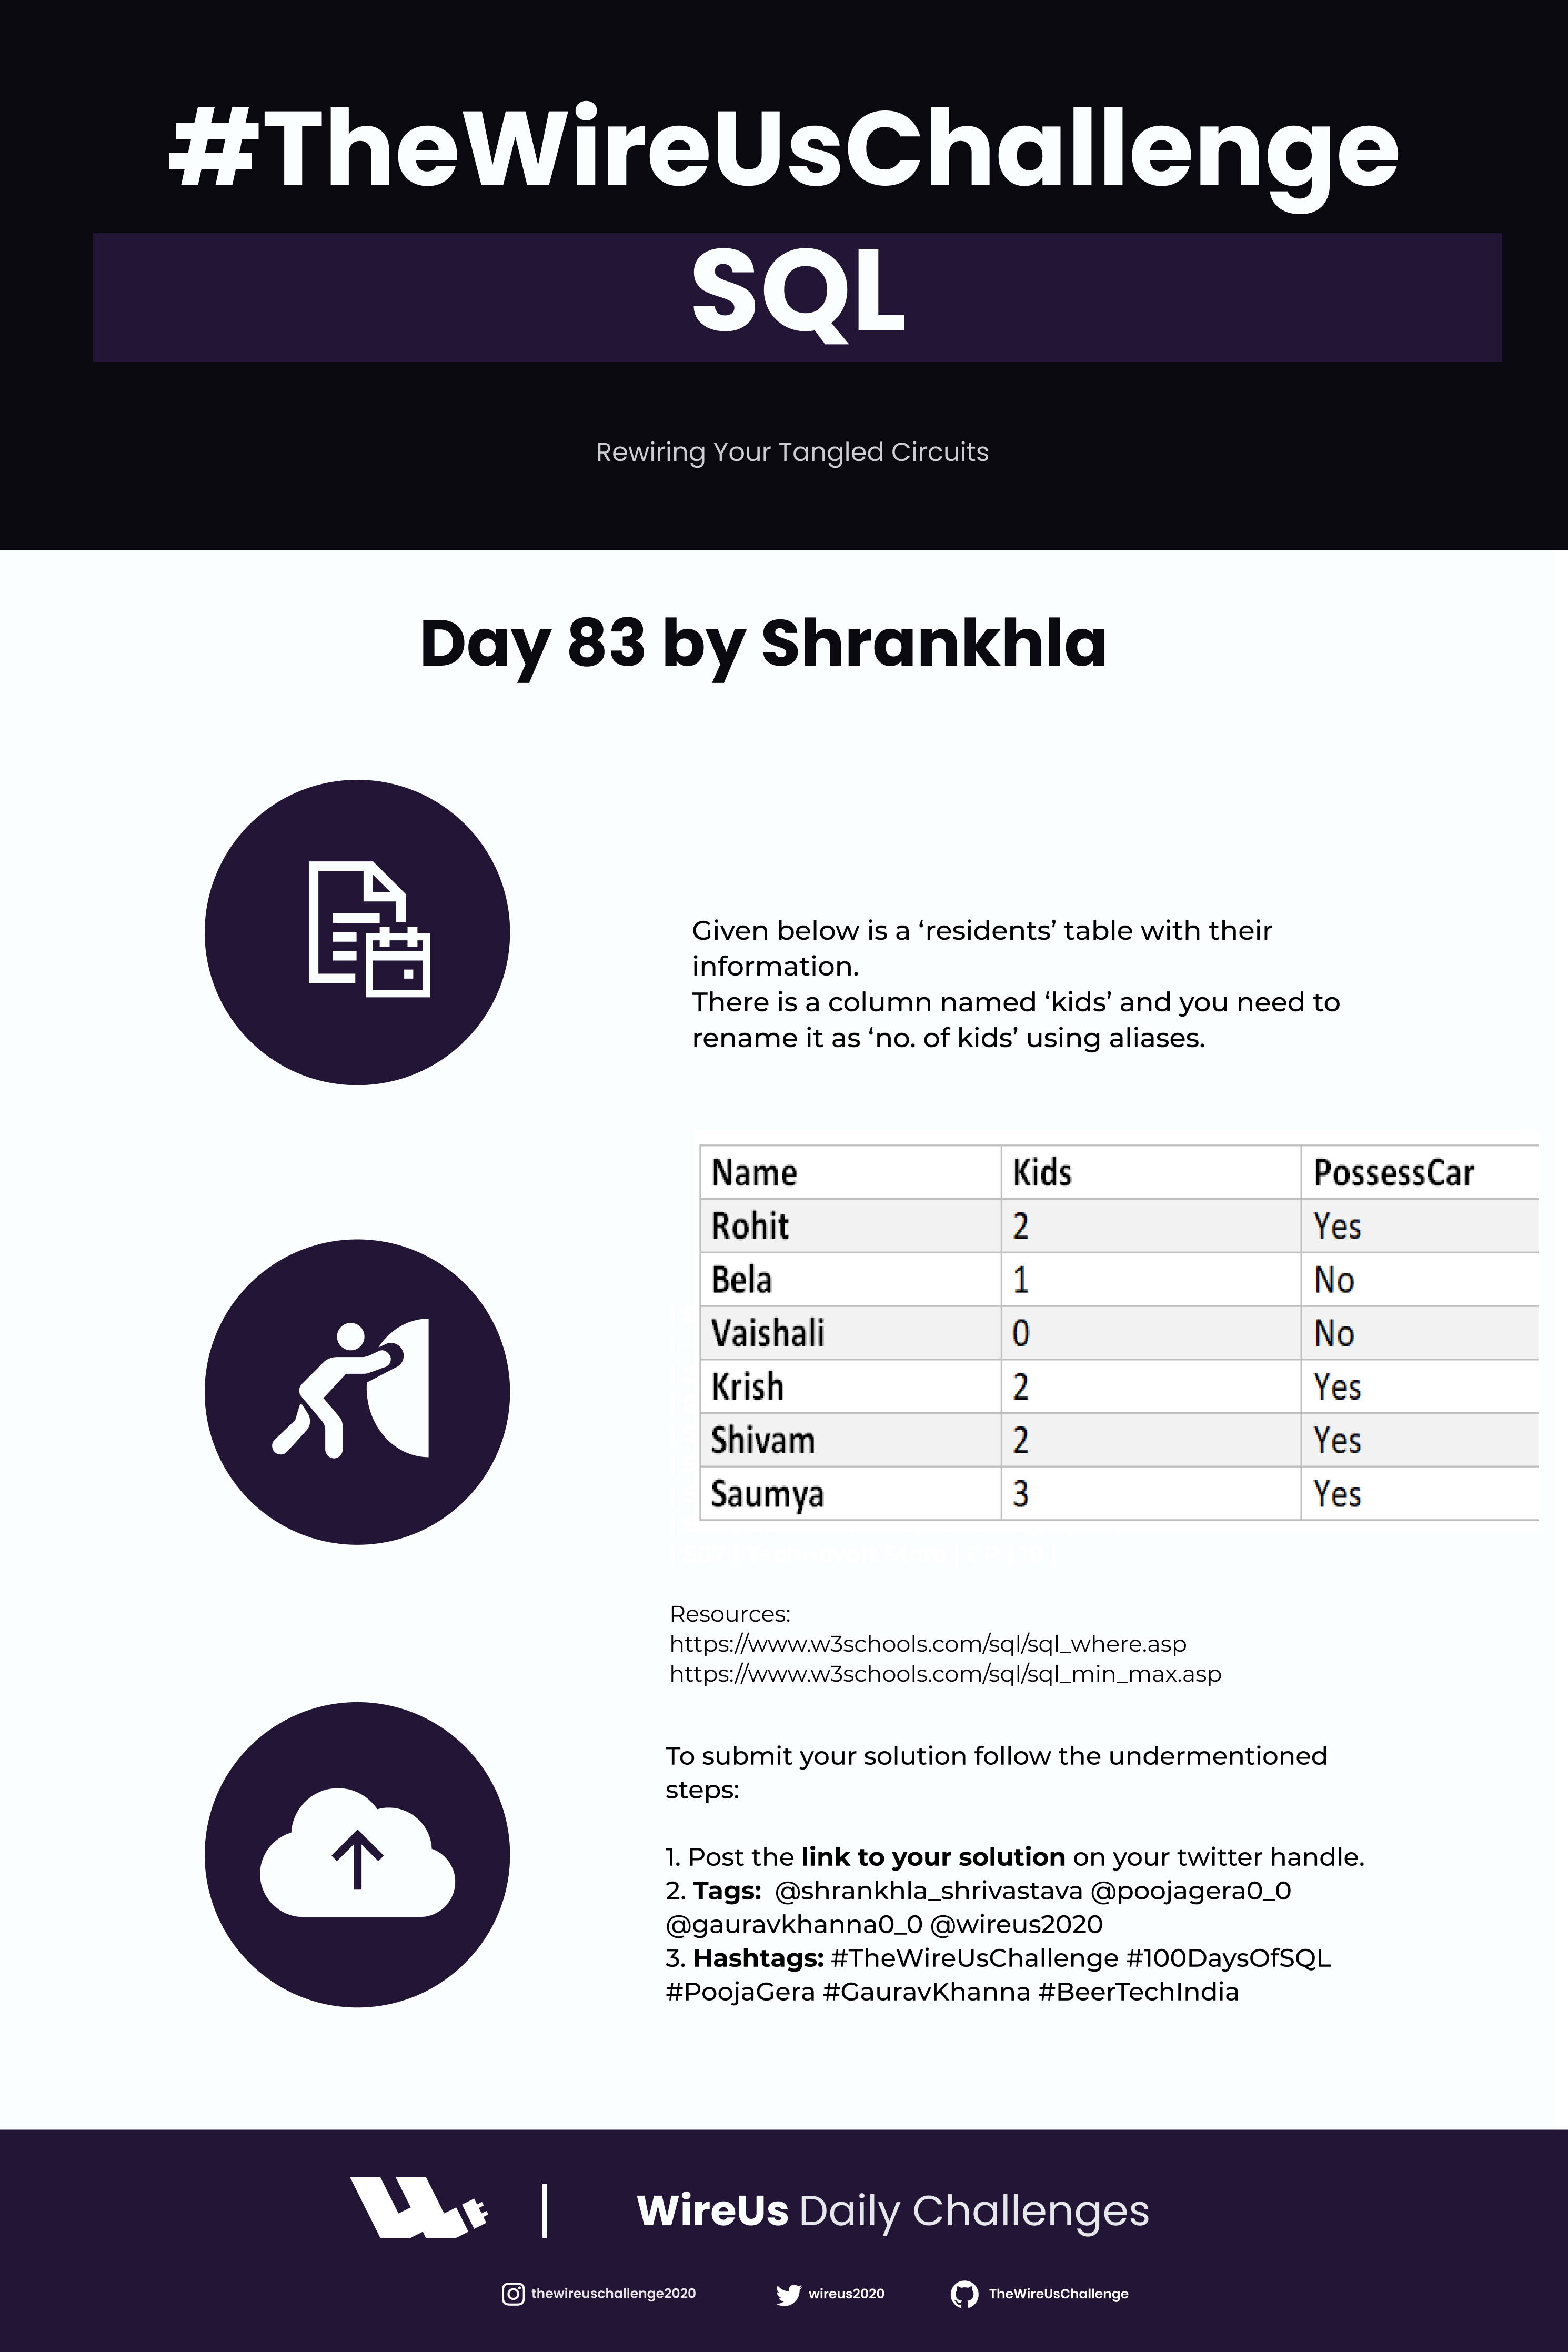 #TheWireUsChallenge
SQL
Rewiring Your Tangled Circuits
Day 83 by Shrankhla
Given below is a ‘residents’ table with their
information.
There is a column named ‘kids’ and you need to
rename it as ‘no. of kids’ using aliases.
Name Kids PossessCar
Rohit 2 Yes
Bela 1 No
Vaishali 0 No
Krish 2 Yes
Shivam 2 Yes
Saumya 3 Yes
Resources:
https://www.w3schools.com/sql/sql_where.asp
https://www.w3schools.com/sql/sql_min_max.asp
To submit your solution follow the undermentioned
steps:
1. Post the link to your solution on your twitter handle.
2. Tags: @shrankhla_shrivastava @poojagera0_0
@gauravkhanna0_0 @wireus2020
3. Hashtags: #TheWireUsChallenge #100DaysOfSQL
#PoojaGera #GauravKhanna #BeerTechIndia
WireUs Daily Challenges
thewireuschallenge2020 wireus2020 TheWireUsChallenge